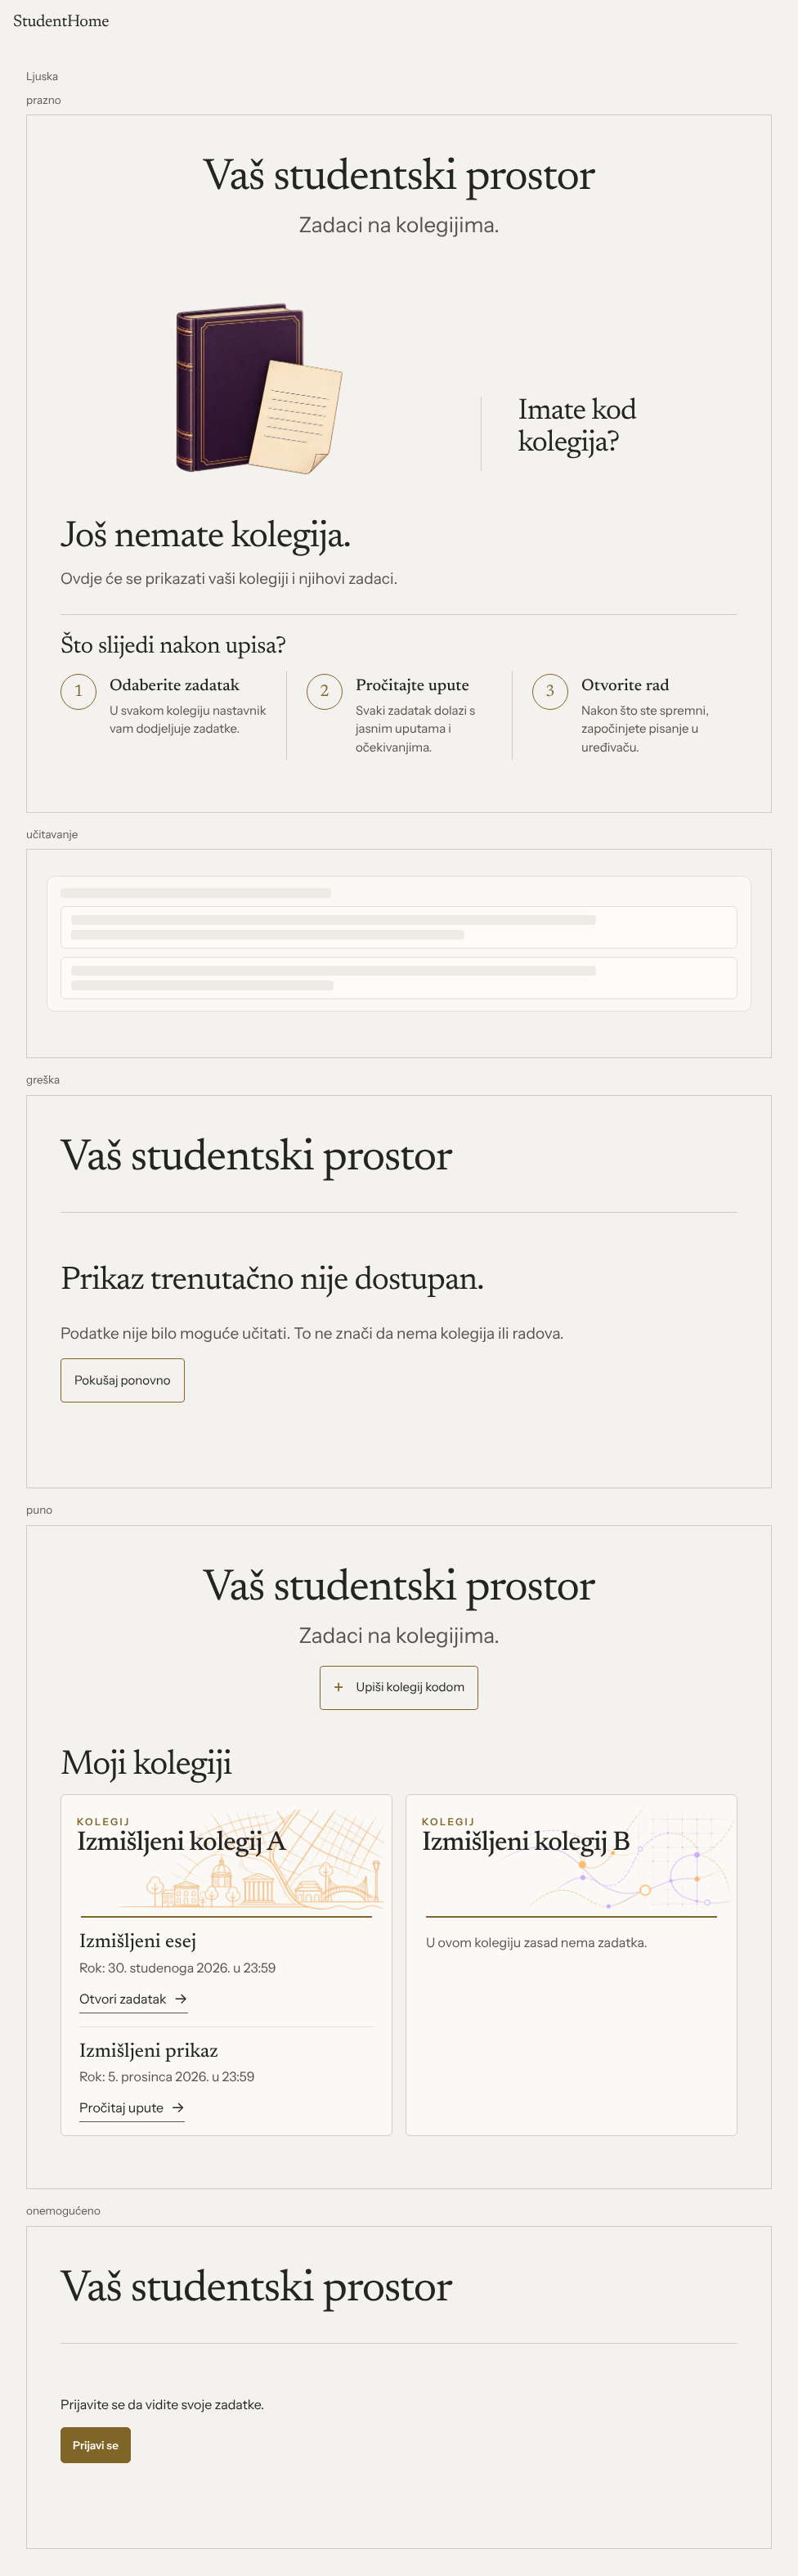 StudentHome
Ljuska
prazno
Vaš studentski prostor
Zadaci na kolegijima.
Imate kod
kolegija?
Još nemate kolegija.
Ovdje će se prikazati vaši kolegiji i njihovi zadaci.
Što slijedi nakon upisa?
1
Odaberite zadatak
U svakom kolegiju nastavnik
vam dodjeljuje zadatke.
2
Pročitajte upute
Svaki zadatak dolazi s
jasnim uputama i
očekivanjima.
3
Otvorite rad
Nakon što ste spremni,
započinjete pisanje u
uređivaču.
učitavanje
greška
Vaš studentski prostor
Prikaz trenutačno nije dostupan.
Podatke nije bilo moguće učitati. To ne znači da nema kolegija ili radova.
Pokušaj ponovno
puno
Vaš studentski prostor
Zadaci na kolegijima.
+ Upiši kolegij kodom
Moji kolegiji
KOLEGIJ
Izmišljeni kolegij A
Izmišljeni esej
Rok: 30. studenoga 2026. u 23:59
Otvori zadatak →
Izmišljeni prikaz
Rok: 5. prosinca 2026. u 23:59
Pročitaj upute →
KOLEGIJ
Izmišljeni kolegij B
U ovom kolegiju zasad nema zadatka.
onemogućeno
Vaš studentski prostor
Prijavite se da vidite svoje zadatke.
Prijavi se